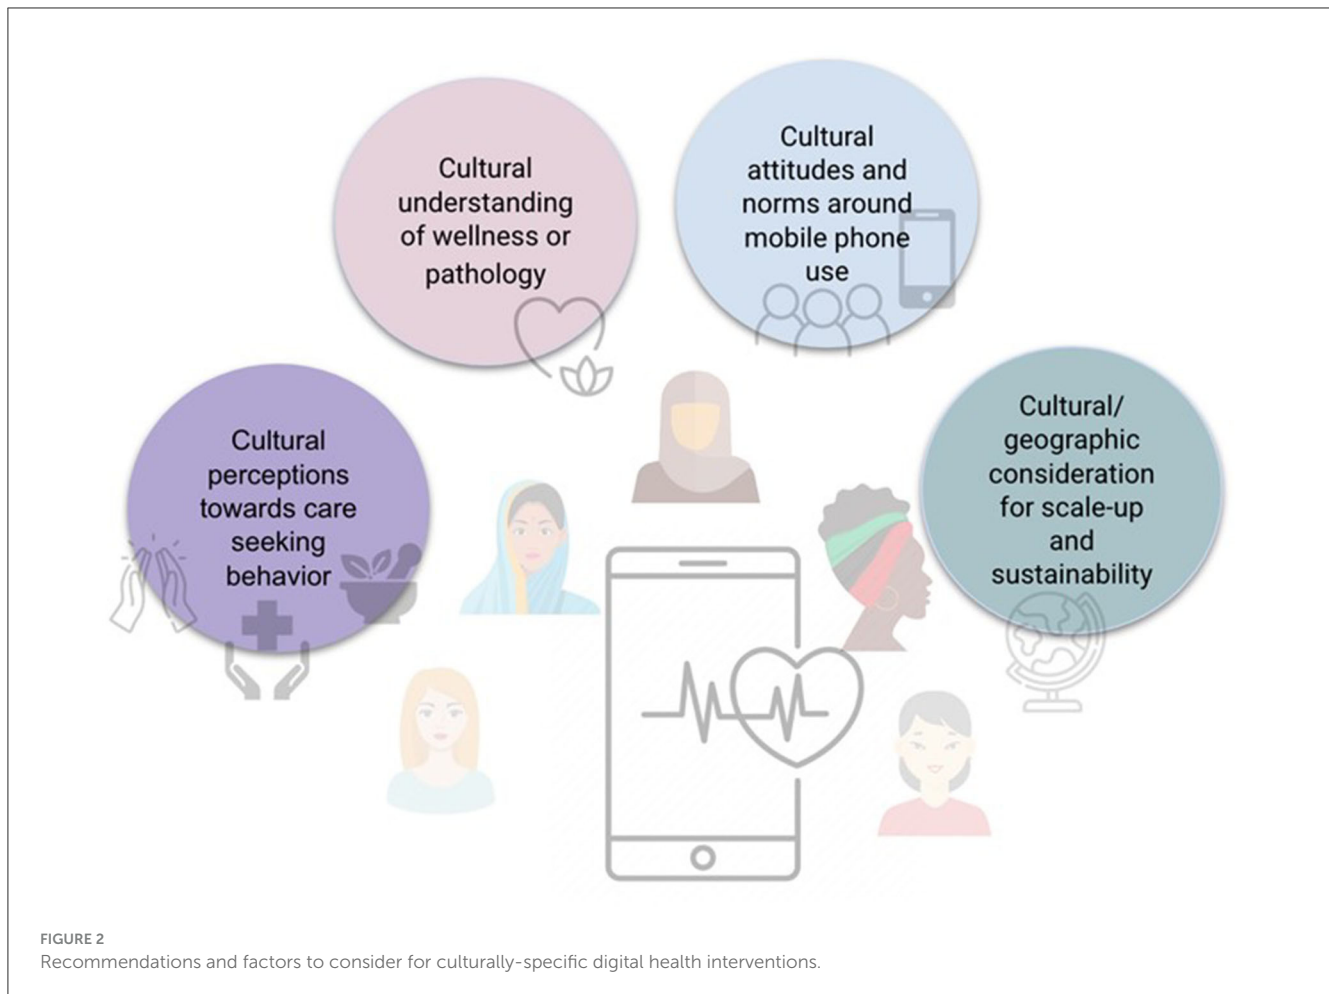 Cultural
understanding
of wellness or
pathology
Cultural
attitudes and
norms around
mobile phone
use
Cultural
perceptions
towards care
seeking
behavior
Cultural/
geographic
consideration
for scale-up
and
sustainability
FIGURE 2
Recommendations and factors to consider for culturally-specific digital health interventions.